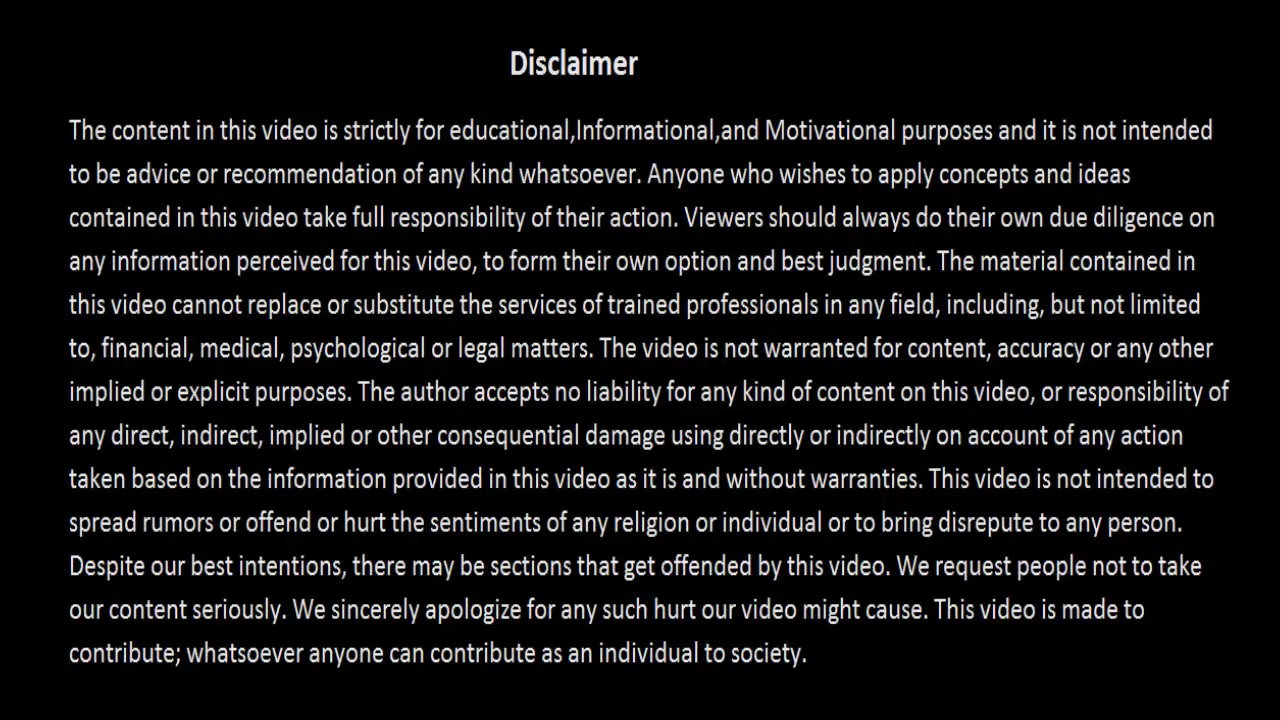 Disclaimer
The content in this video is strictly for educational,Informational,and Motivational purposes and it is not intended
to be advice or recommendation of any kind whatsoever. Anyone who wishes to apply concepts and ideas
contained in this video take full responsibility of their action. Viewers should always do their own due diligence on
any information perceived for this video, to form their own option and best judgment. The material contained in
this video cannot replace or substitute the services of trained professionals in any field, including, but not limited
to, financial, medical, psychological or legal matters. The video is not warranted for content, accuracy or any other
implied or explicit purposes. The author accepts no liability for any kind of content on this video, or responsibility of
any direct, indirect, implied or other consequential damage using directly or indirectly on account of any action
taken based on the information provided in this video as it is and without warranties. This video is not intended to
spread rumors or offend or hurt the sentiments of any religion or individual or to bring disrepute to any person.
Despite our best intentions, there may be sections that get offended by this video. We request people not to take
our content seriously. We sincerely apologize for any such hurt our video might cause. This video is made to
contribute; whatsoever anyone can contribute as an individual to society.